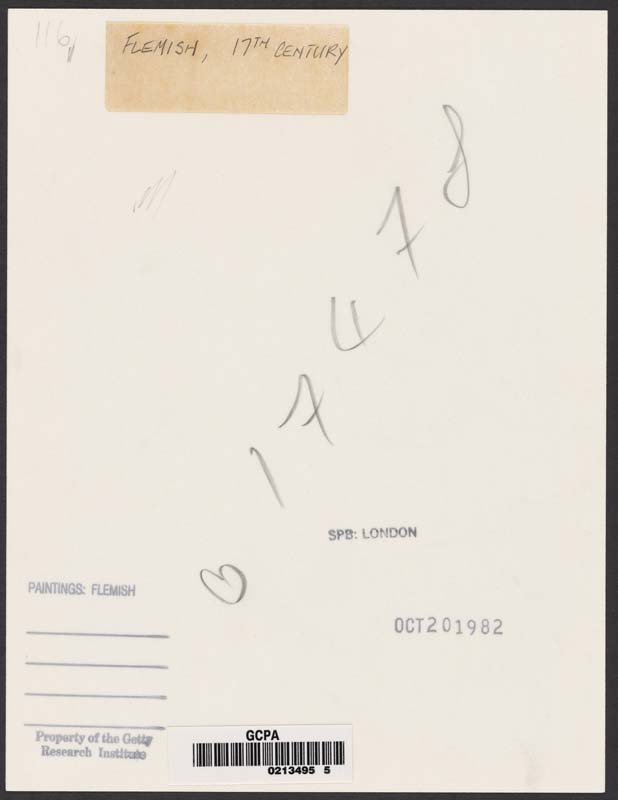 116
FLEMISH, 17TH CENTURY
17478
SPB: LONDON
PAINTINGS: FLEMISH
OCT 20 1982
Property of the Getty
Research Institute
GCPA
0213495 5